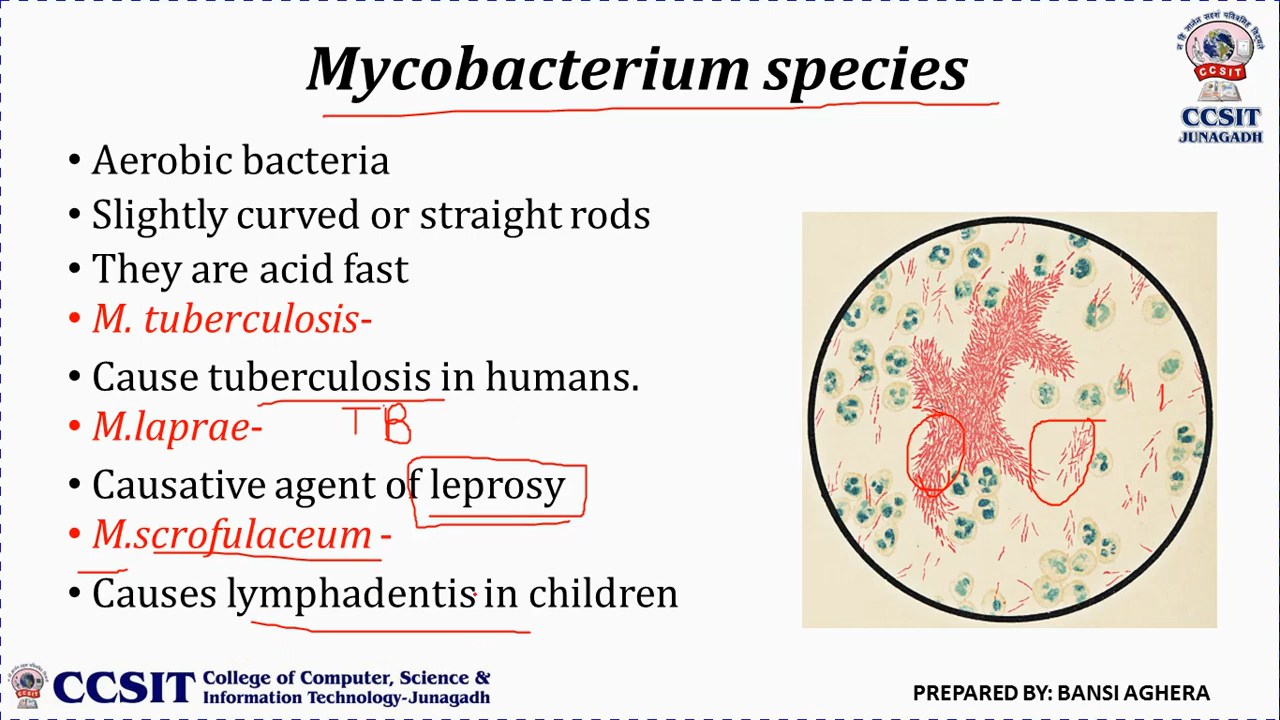 Mycobacterium species
• Aerobic bacteria
• Slightly curved or straight rods
• They are acid fast
• M. tuberculosis-
• Cause tuberculosis in humans.
TB
• M.laprae-
• Causative agent of leprosy
• M.scrofulaceum -
• Causes lymphadentis in children
CCSIT
CCSIT
JUNAGADH
CCSIT
College of Computer, Science &
Information Technology-Junagadh
PREPARED BY: BANSI AGHERA